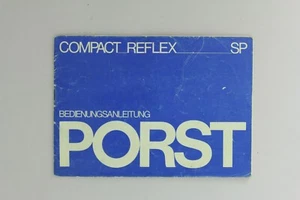 COMPACT REFLEX SP
BEDIENUNGSANLEITUNG
PORST